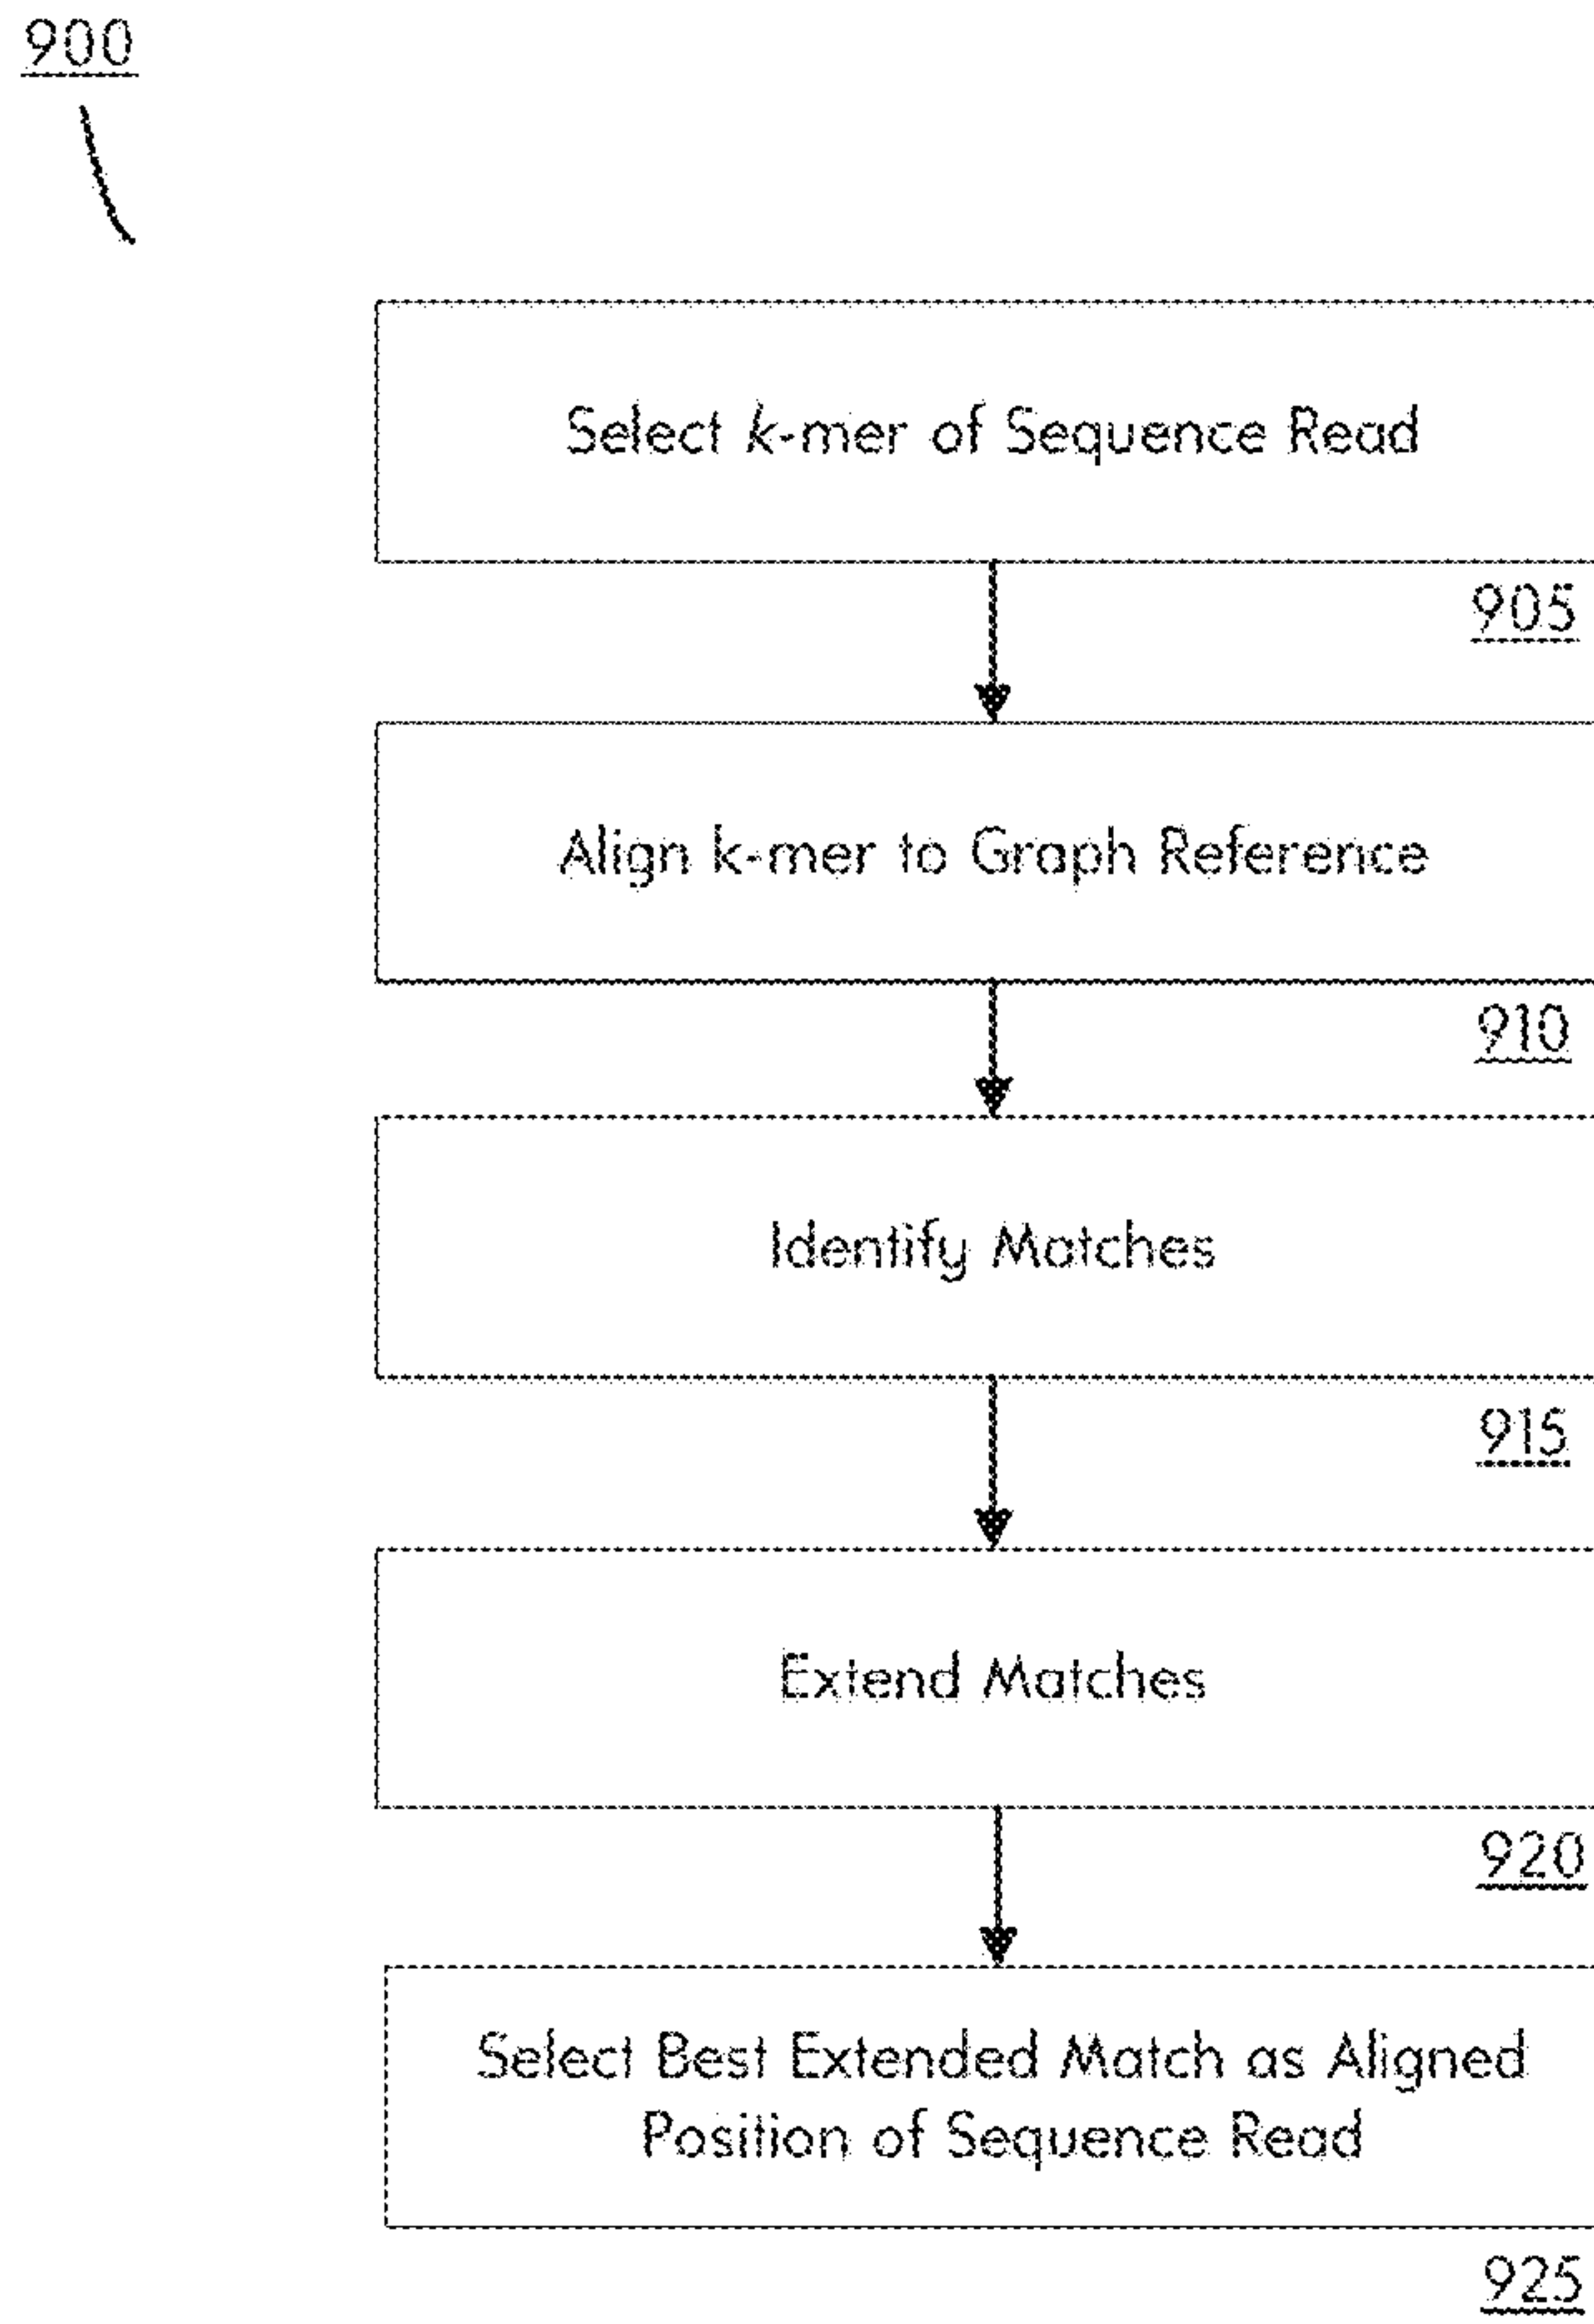 900
Select k-mer of Sequence Read
905
Align k-mer to Graph Reference
910
Identify Matches
915
Extend Matches
920
Select Best Extended Match as Aligned
Position of Sequence Read
925